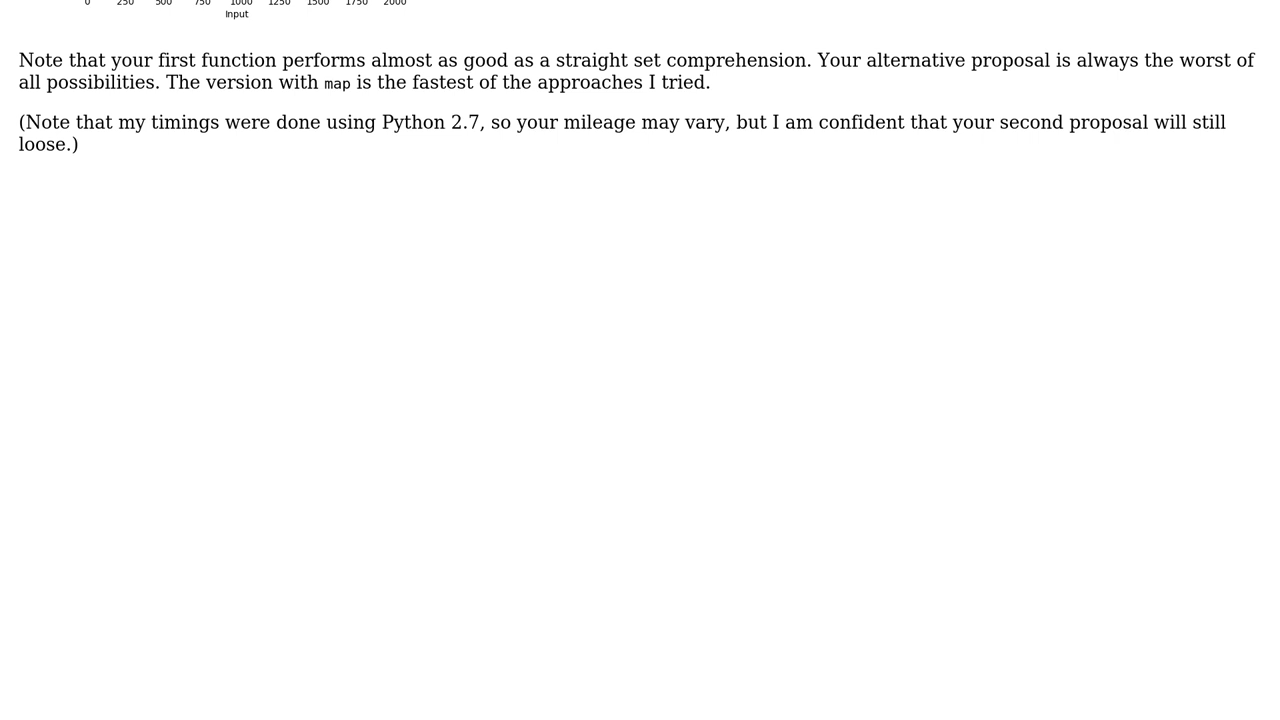 0 250 500 750 1000 1250 1500 1750 2000
Input
Note that your first function performs almost as good as a straight set comprehension. Your alternative proposal is always the worst of
all possibilities. The version with map is the fastest of the approaches I tried.
(Note that my timings were done using Python 2.7, so your mileage may vary, but I am confident that your second proposal will still
loose.)